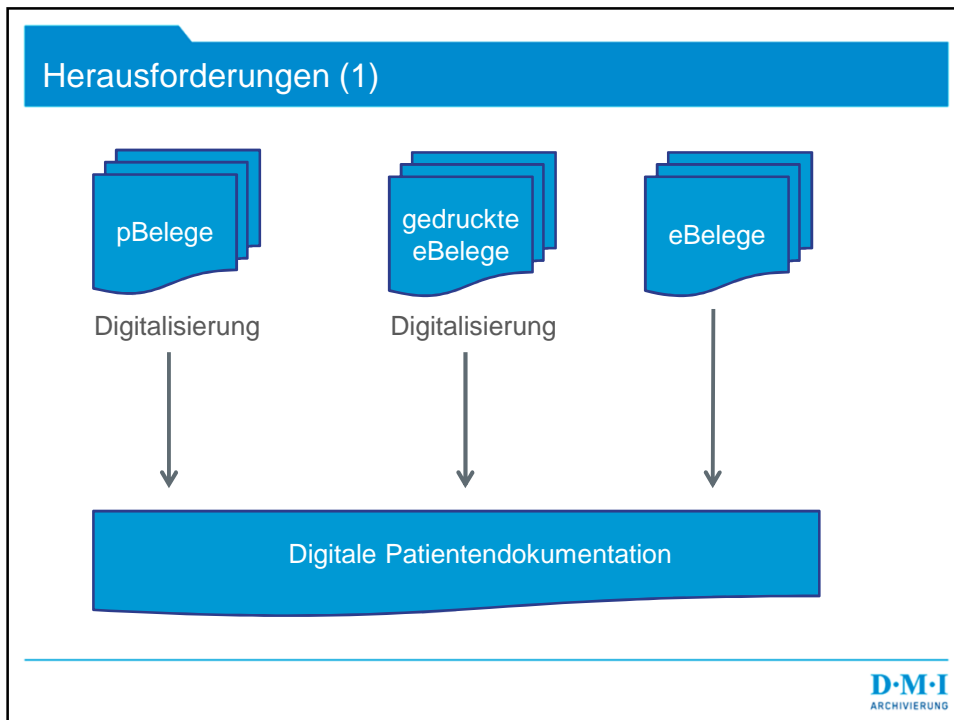 Herausforderungen (1)
pBelege
gedruckte
eBelege
eBelege
Digitalisierung
Digitalisierung
Digitale Patientendokumentation
D·M·I
ARCHIVIERUNG